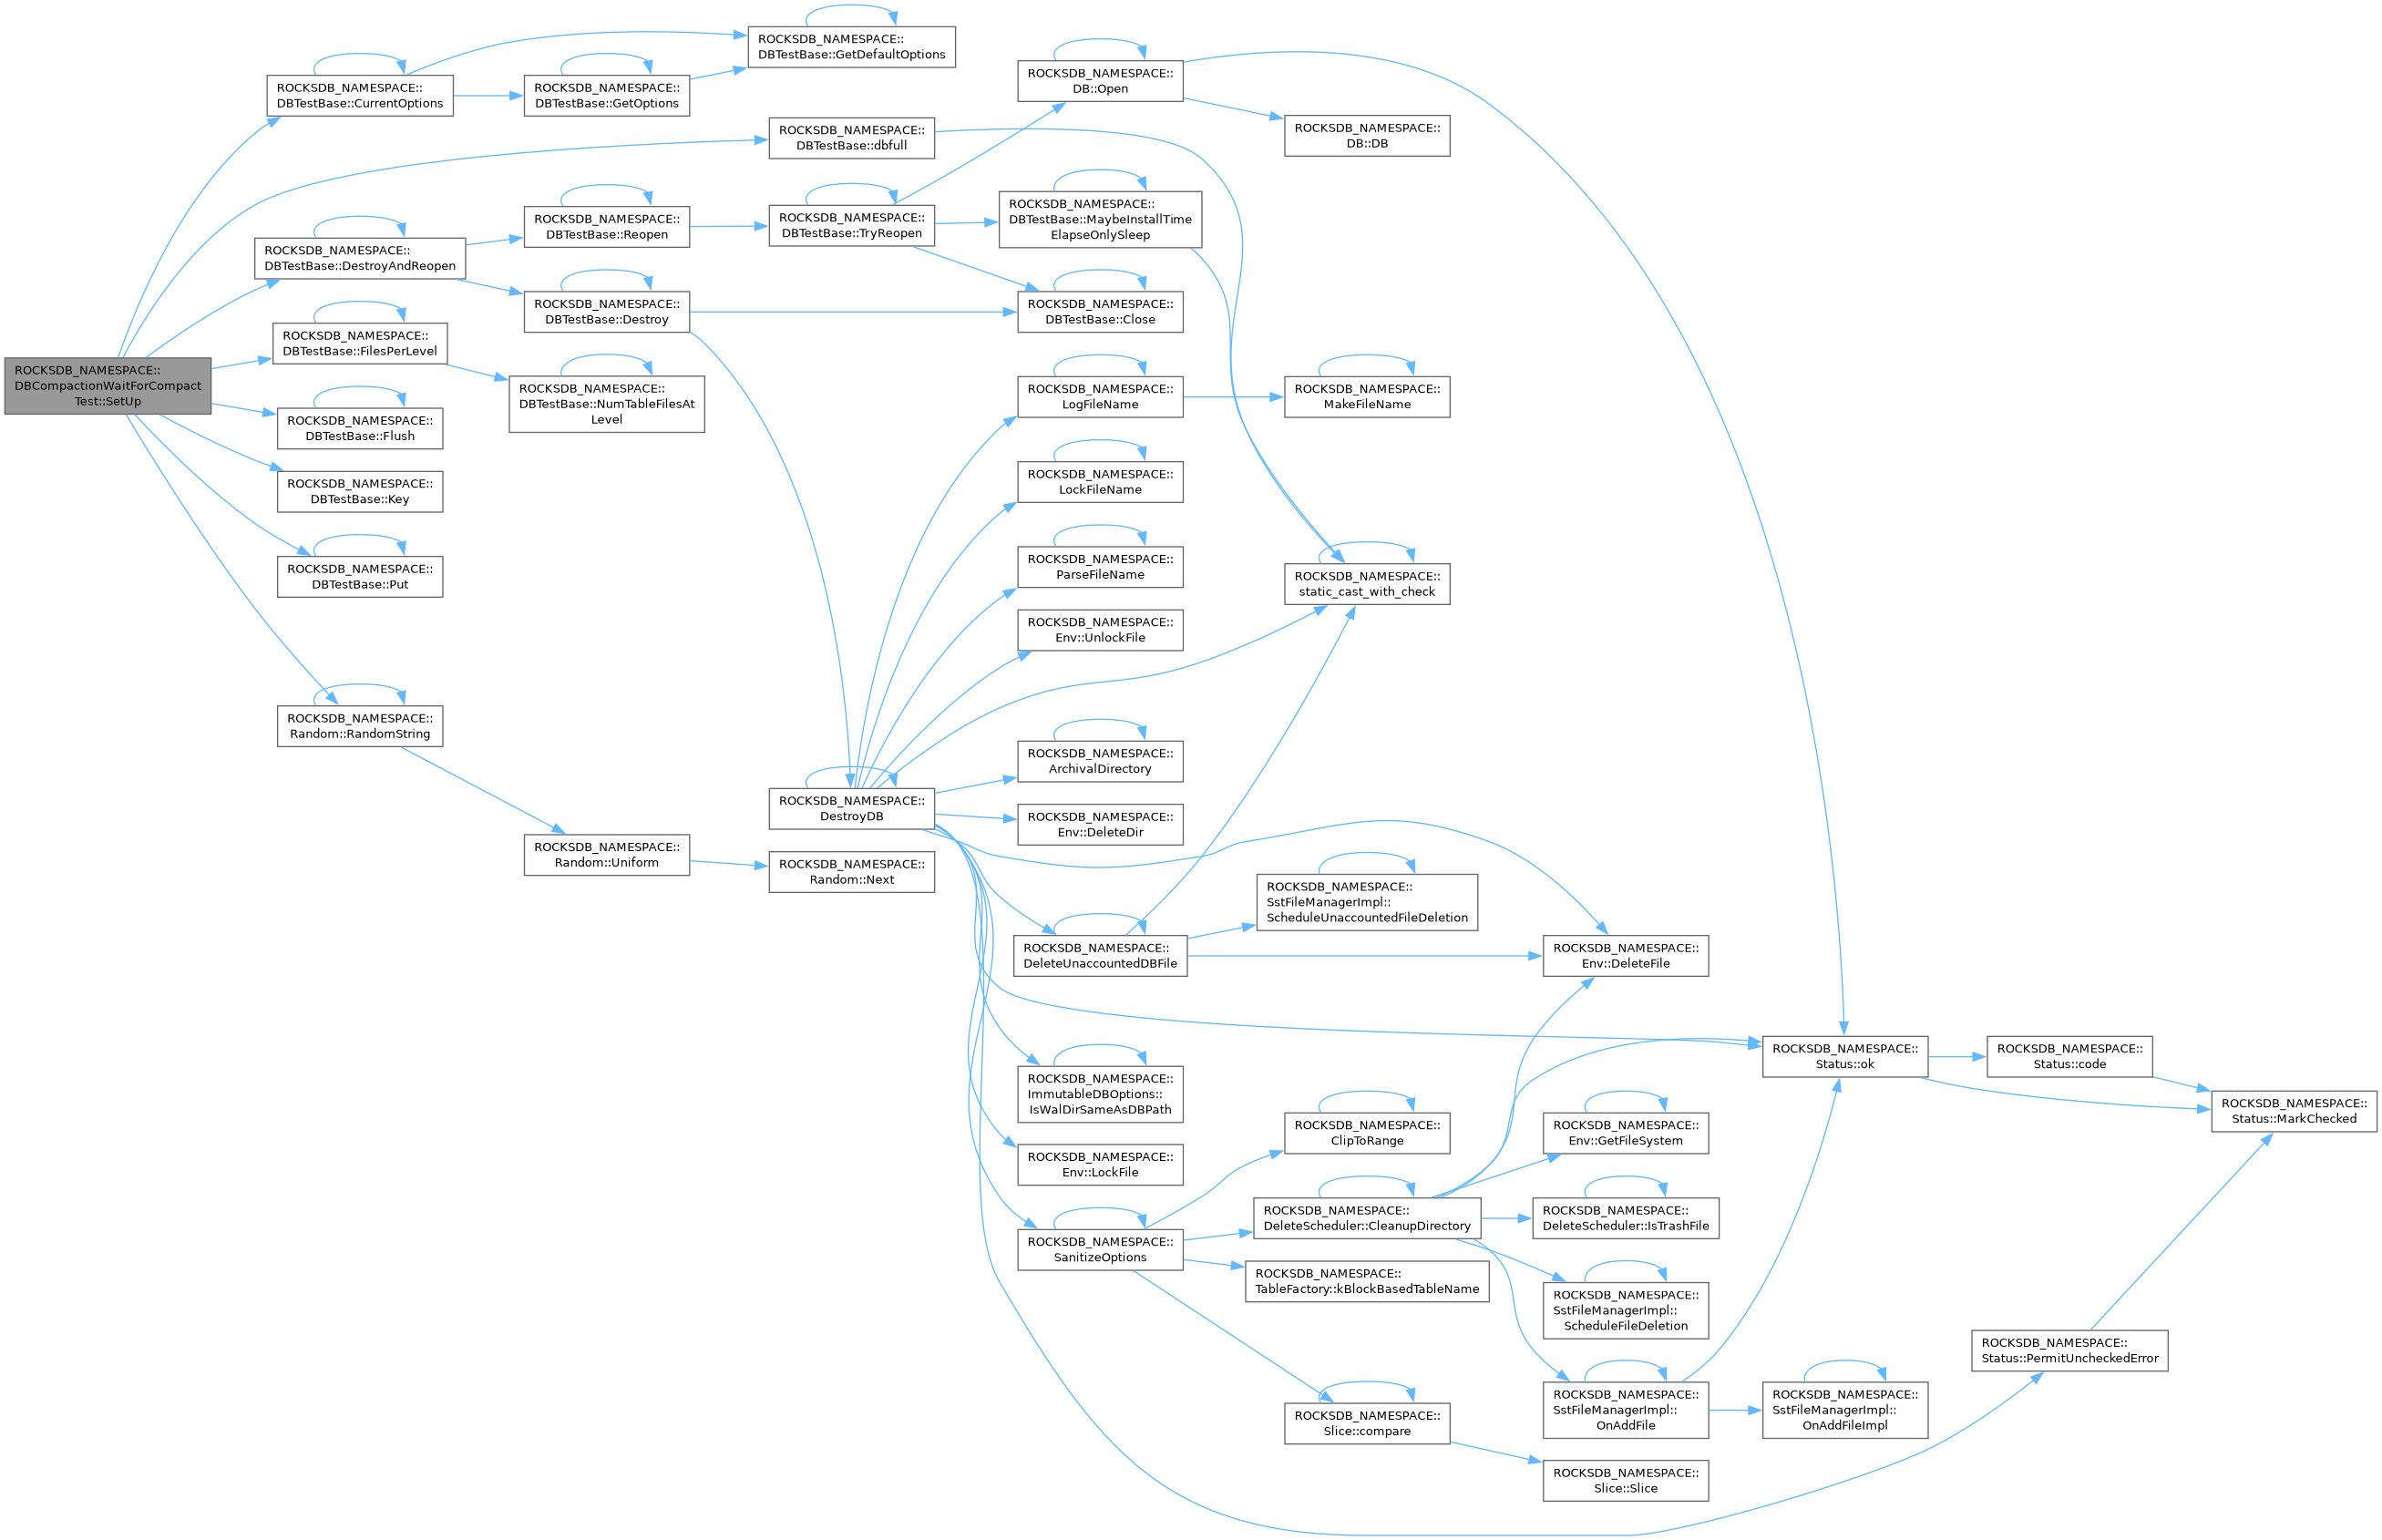 ROCKSDB_NAMESPACE::
DBCompactionWaitForCompact
Test::SetUp
ROCKSDB_NAMESPACE::
DBTestBase::CurrentOptions
ROCKSDB_NAMESPACE::
DBTestBase::DestroyAndReopen
ROCKSDB_NAMESPACE::
DBTestBase::FilesPerLevel
ROCKSDB_NAMESPACE::
DBTestBase::Flush
ROCKSDB_NAMESPACE::
DBTestBase::Key
ROCKSDB_NAMESPACE::
DBTestBase::Put
ROCKSDB_NAMESPACE::
Random::RandomString
ROCKSDB_NAMESPACE::
DBTestBase::GetOptions
ROCKSDB_NAMESPACE::
DBTestBase::Reopen
ROCKSDB_NAMESPACE::
DBTestBase::Destroy
ROCKSDB_NAMESPACE::
DBTestBase::NumTableFilesAt
Level
ROCKSDB_NAMESPACE::
Random::Uniform
ROCKSDB_NAMESPACE::
DBTestBase::GetDefaultOptions
ROCKSDB_NAMESPACE::
DBTestBase::dbfull
ROCKSDB_NAMESPACE::
DBTestBase::TryReopen
ROCKSDB_NAMESPACE::
DestroyDB
ROCKSDB_NAMESPACE::
Random::Next
ROCKSDB_NAMESPACE::
DB::Open
ROCKSDB_NAMESPACE::
DBTestBase::MaybeInstallTime
ElapseOnlySleep
ROCKSDB_NAMESPACE::
DBTestBase::Close
ROCKSDB_NAMESPACE::
LogFileName
ROCKSDB_NAMESPACE::
LockFileName
ROCKSDB_NAMESPACE::
ParseFileName
ROCKSDB_NAMESPACE::
Env::UnlockFile
ROCKSDB_NAMESPACE::
ArchivalDirectory
ROCKSDB_NAMESPACE::
Env::DeleteDir
ROCKSDB_NAMESPACE::
DeleteUnaccountedDBFile
ROCKSDB_NAMESPACE::
ImmutableDBOptions::
IsWalDirSameAsDBPath
ROCKSDB_NAMESPACE::
Env::LockFile
ROCKSDB_NAMESPACE::
SanitizeOptions
ROCKSDB_NAMESPACE::
DB::DB
ROCKSDB_NAMESPACE::
MakeFileName
ROCKSDB_NAMESPACE::
static_cast_with_check
ROCKSDB_NAMESPACE::
SstFileManagerImpl::
ScheduleUnaccountedFileDeletion
ROCKSDB_NAMESPACE::
ClipToRange
ROCKSDB_NAMESPACE::
DeleteScheduler::CleanupDirectory
ROCKSDB_NAMESPACE::
TableFactory::kBlockBasedTableName
ROCKSDB_NAMESPACE::
Slice::compare
ROCKSDB_NAMESPACE::
Env::DeleteFile
ROCKSDB_NAMESPACE::
Env::GetFileSystem
ROCKSDB_NAMESPACE::
DeleteScheduler::IsTrashFile
ROCKSDB_NAMESPACE::
SstFileManagerImpl::
ScheduleFileDeletion
ROCKSDB_NAMESPACE::
SstFileManagerImpl::
OnAddFile
ROCKSDB_NAMESPACE::
Slice::Slice
ROCKSDB_NAMESPACE::
Status::ok
ROCKSDB_NAMESPACE::
SstFileManagerImpl::
OnAddFileImpl
ROCKSDB_NAMESPACE::
Status::code
ROCKSDB_NAMESPACE::
Status::PermitUncheckedError
ROCKSDB_NAMESPACE::
Status::MarkChecked